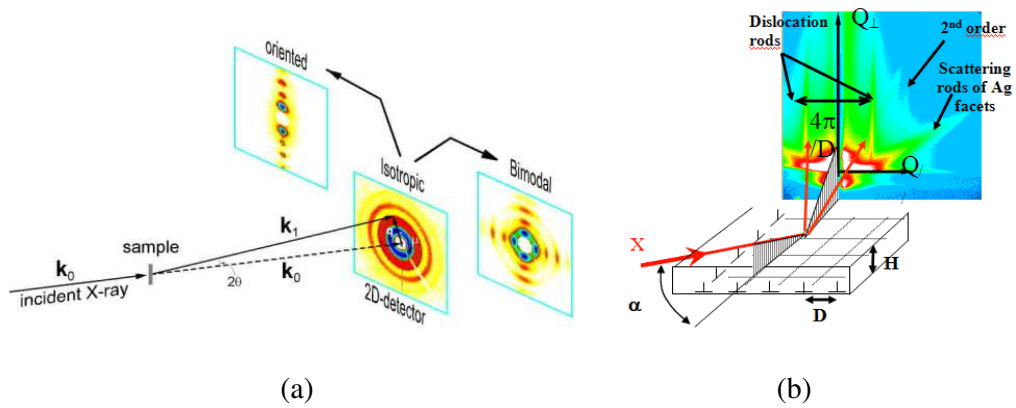 oriented
Isotropic
Bimodal
k₁
sample
k₀
k₀
2θ
incident X-ray
2D-detector
(a)
Dislocation
rods
Q⊥
2nd order
Scattering
rods of Ag
facets
4π
/D
Q/
X
H
α
D
(b)